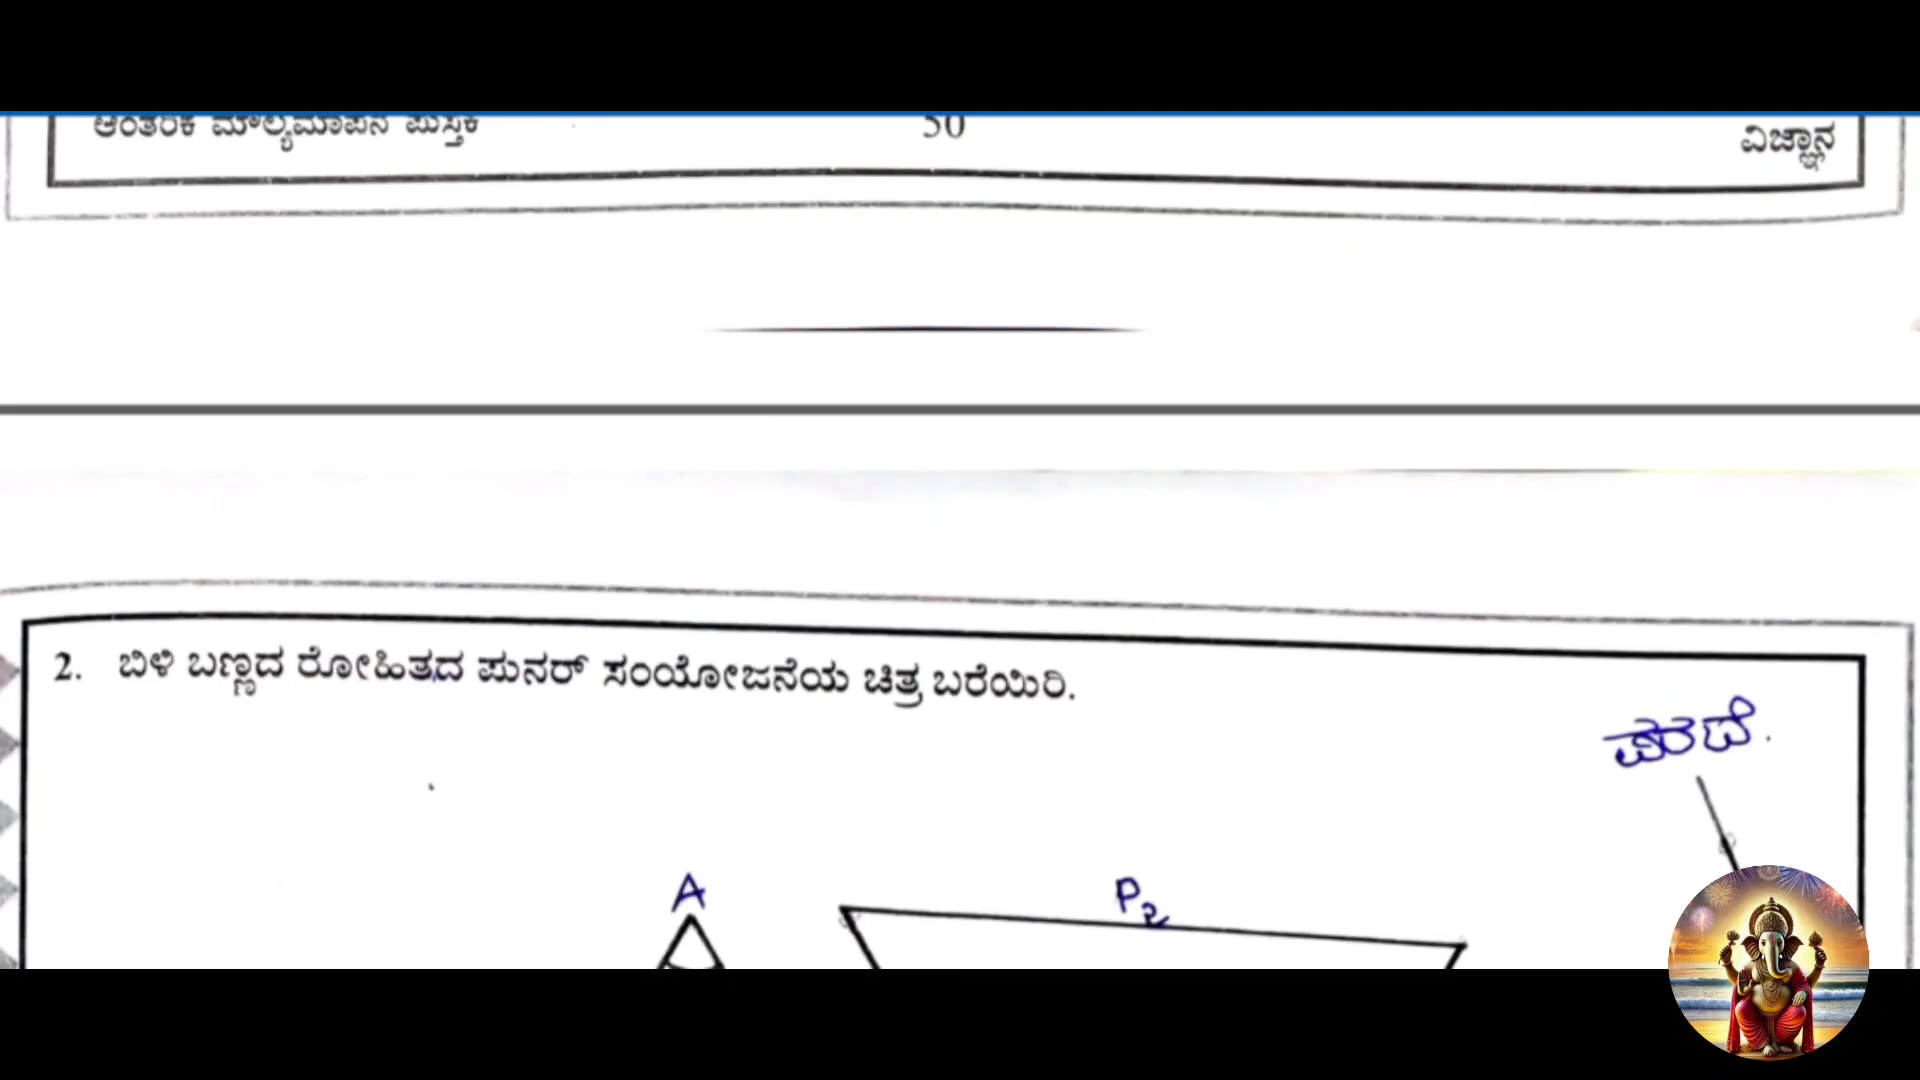 ಆಂತರಿಕ ಮೌಲ್ಯಮಾಪನ ಪುಸ್ತಕ 50 ವಿಜ್ಞಾನ
2. ಬಿಳಿ ಬಣ್ಣದ ರೋಹಿತದ ಪುನರ್ ಸಂಯೋಜನೆಯ ಚಿತ್ರ ಬರೆಯಿರಿ.
ಪರದೆ.
A
P2